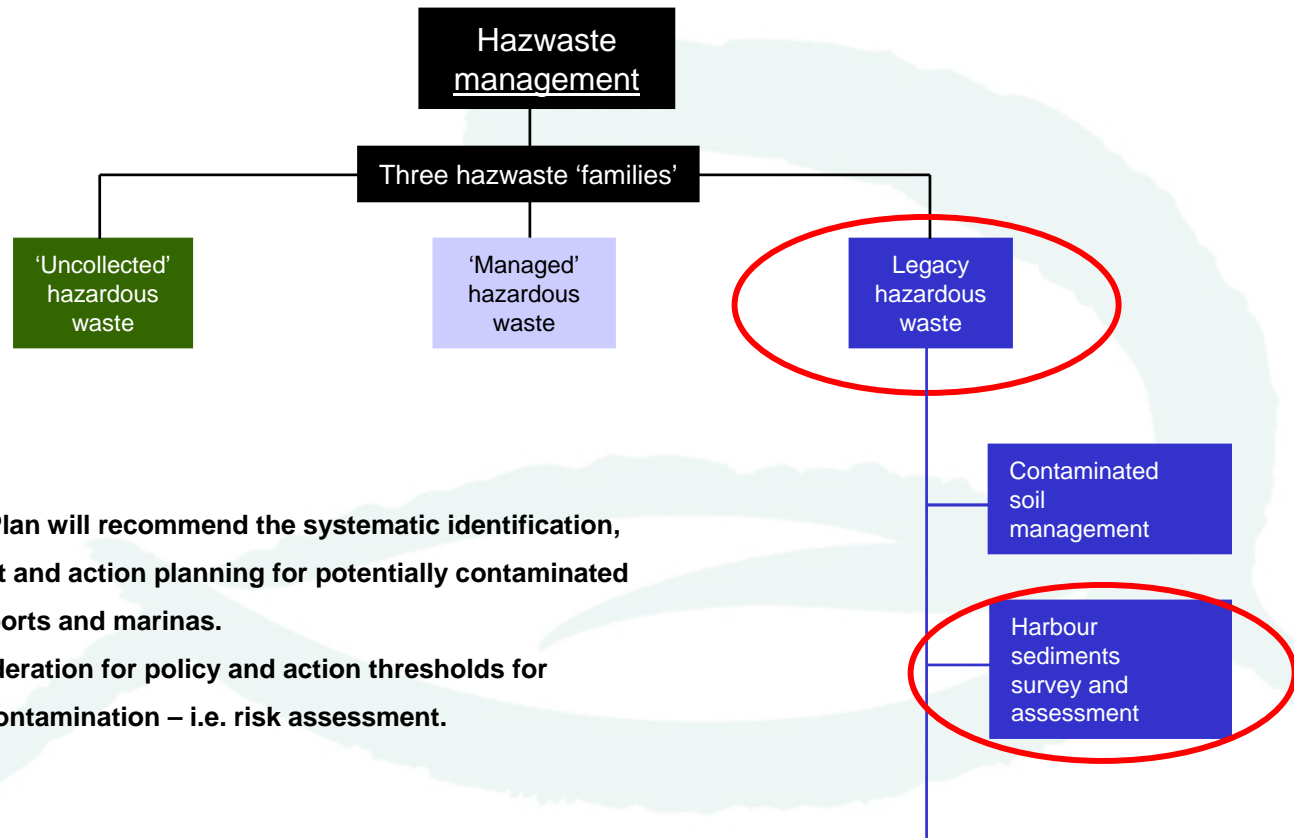 Hazwaste
management
Three hazwaste ‘families’
‘Uncollected’
hazardous
waste
‘Managed’
hazardous
waste
Legacy
hazardous
waste
Contaminated
soil
management
Plan will recommend the systematic identification,
t and action planning for potentially contaminated
orts and marinas.
deration for policy and action thresholds for
ontamination – i.e. risk assessment.
Harbour
sediments
survey and
assessment